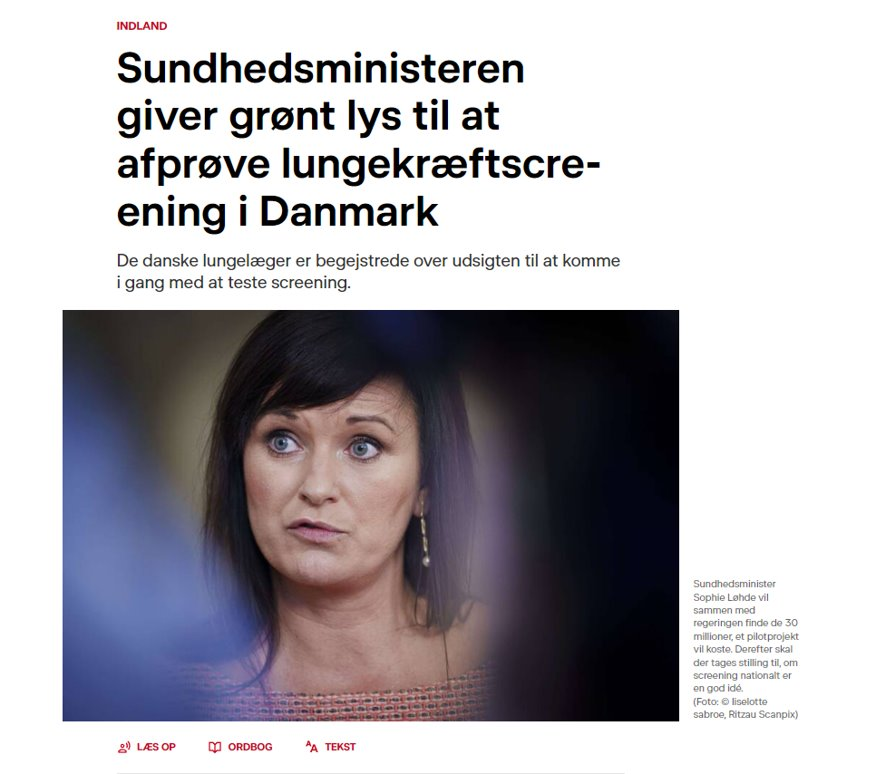 INDLAND
Sundhedsministeren
giver grønt lys til at
afprøve lungekræftscre-
ening i Danmark
De danske lungelæger er begejstrede over udsigten til at komme
i gang med at teste screening.
Sundhedsminister
Sophie Løhde vil
sammen med
regeringen finde de 30
millioner, et pilotprojekt
vil koste. Derefter skal
der tages stilling til, om
screening nationalt er
en god idé.
(Foto: © liselotte
sabroe, Ritzau Scanpix)
LÆS OP
ORDBOG
TEKST